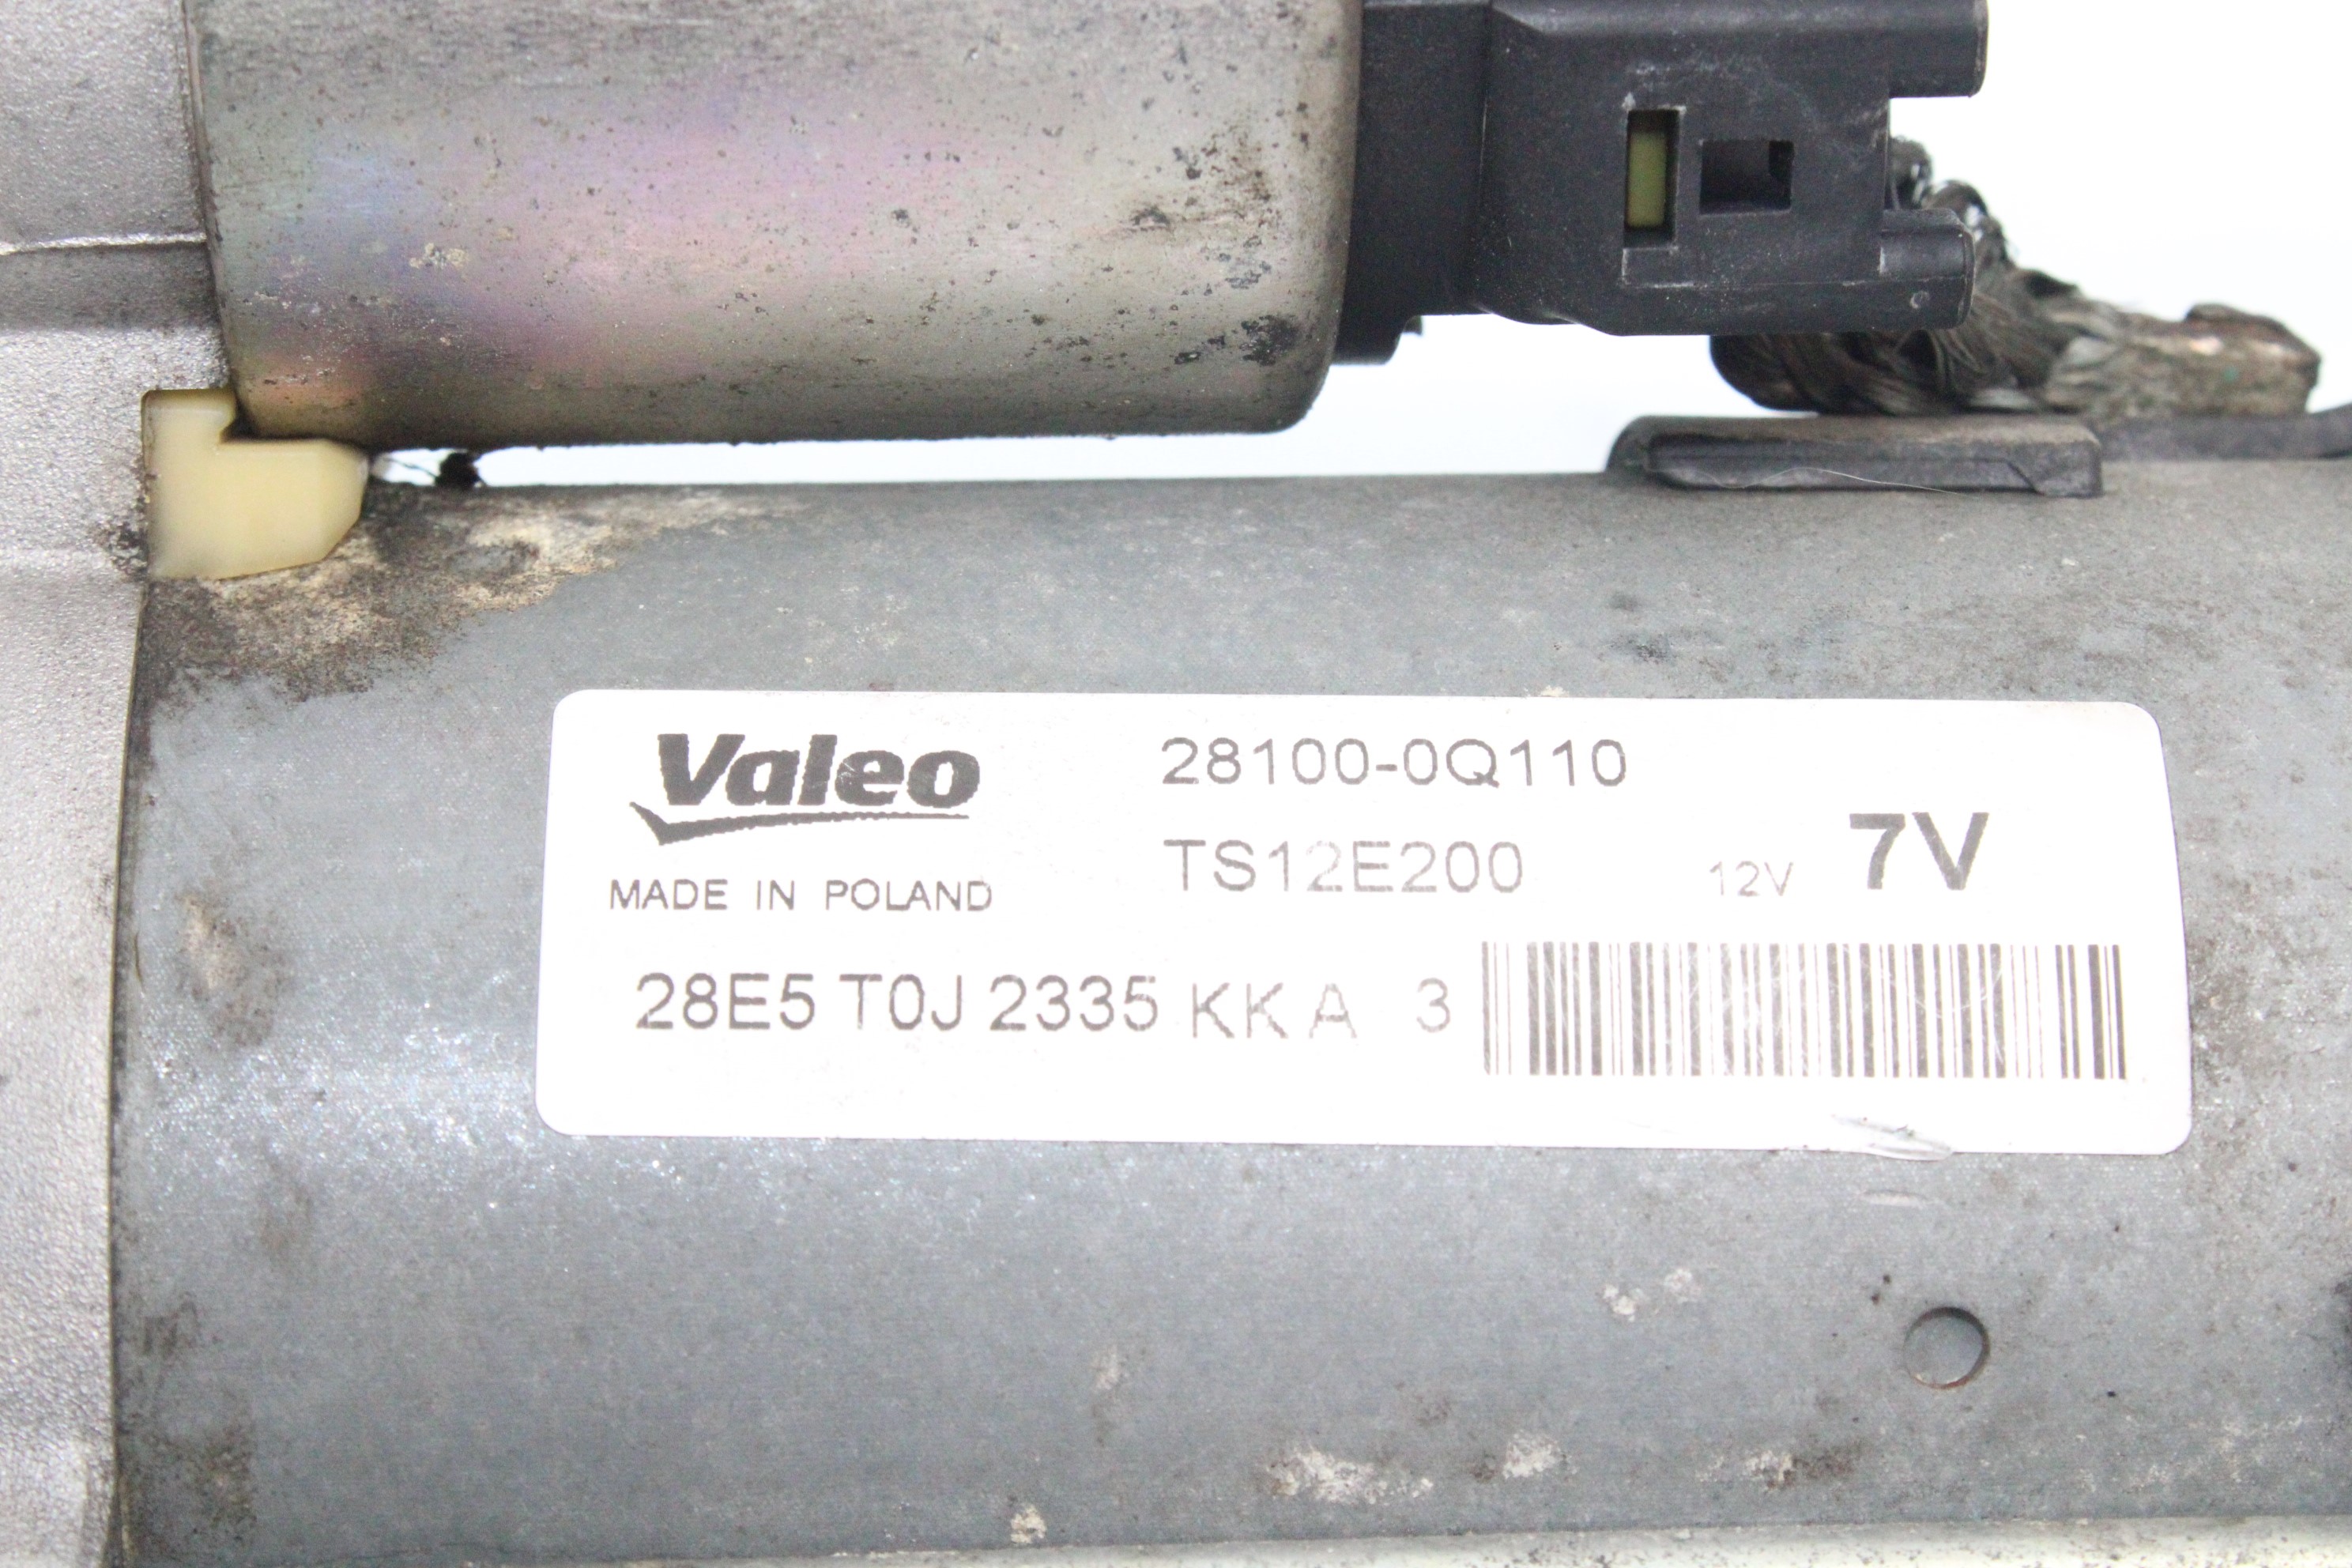 Valeo
MADE IN POLAND
28100-0Q110
TS12E200
12V 7V
28E5 T0J 2335 KK A 3